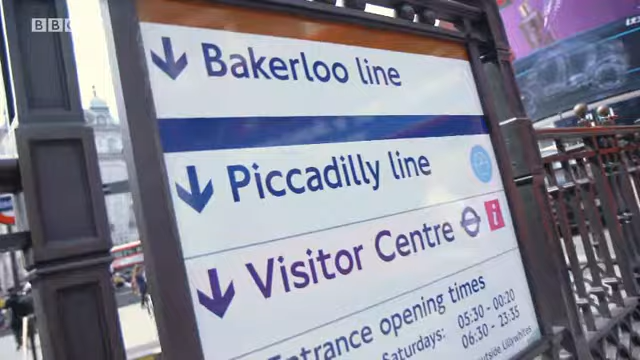 BBC
Bakerloo line
Piccadilly line
Visitor Centre i
Entrance opening times
05:30 - 00:20
Saturdays: 06:30 - 23:35
Lillywhites